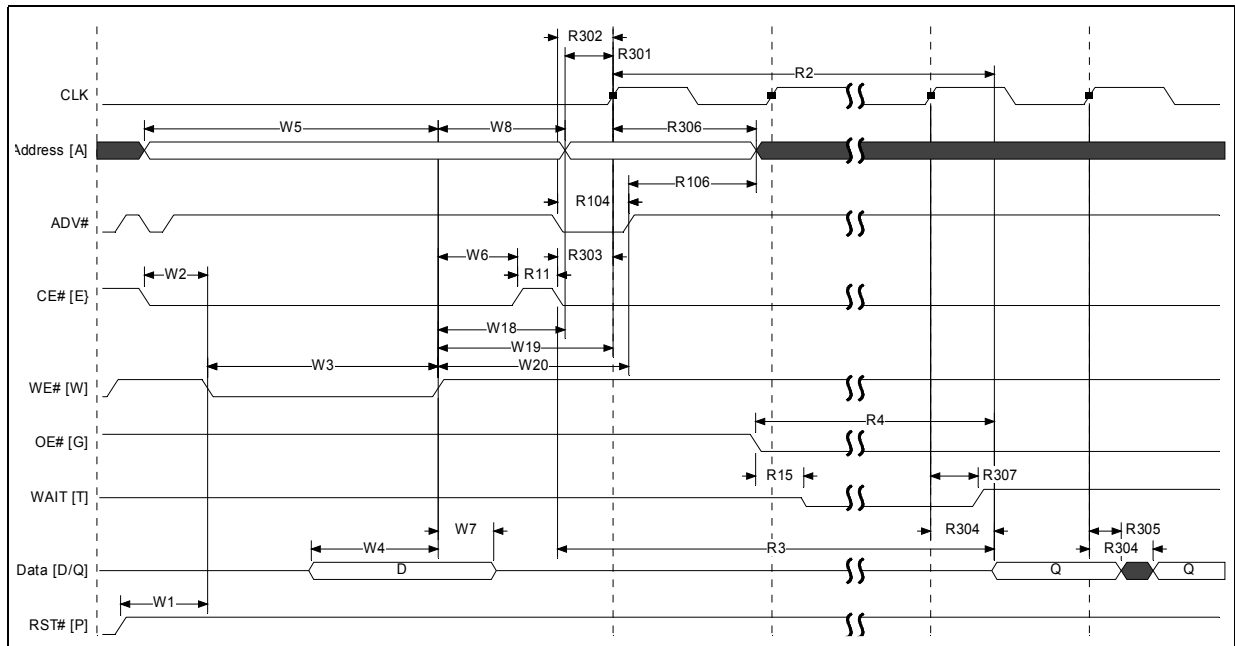 R302
R301
R2
CLK
W5
W8
R306
Address [A]
R106
R104
ADV#
W6
R303
W2
R11
CE# [E}
W18
W19
W3
W20
WE# [W]
R4
OE# [G]
R15
R307
WAIT [T]
W7
R304
R305
W4
R3
R304
Data [D/Q]
D
Q
Q
W1
RST# [P]